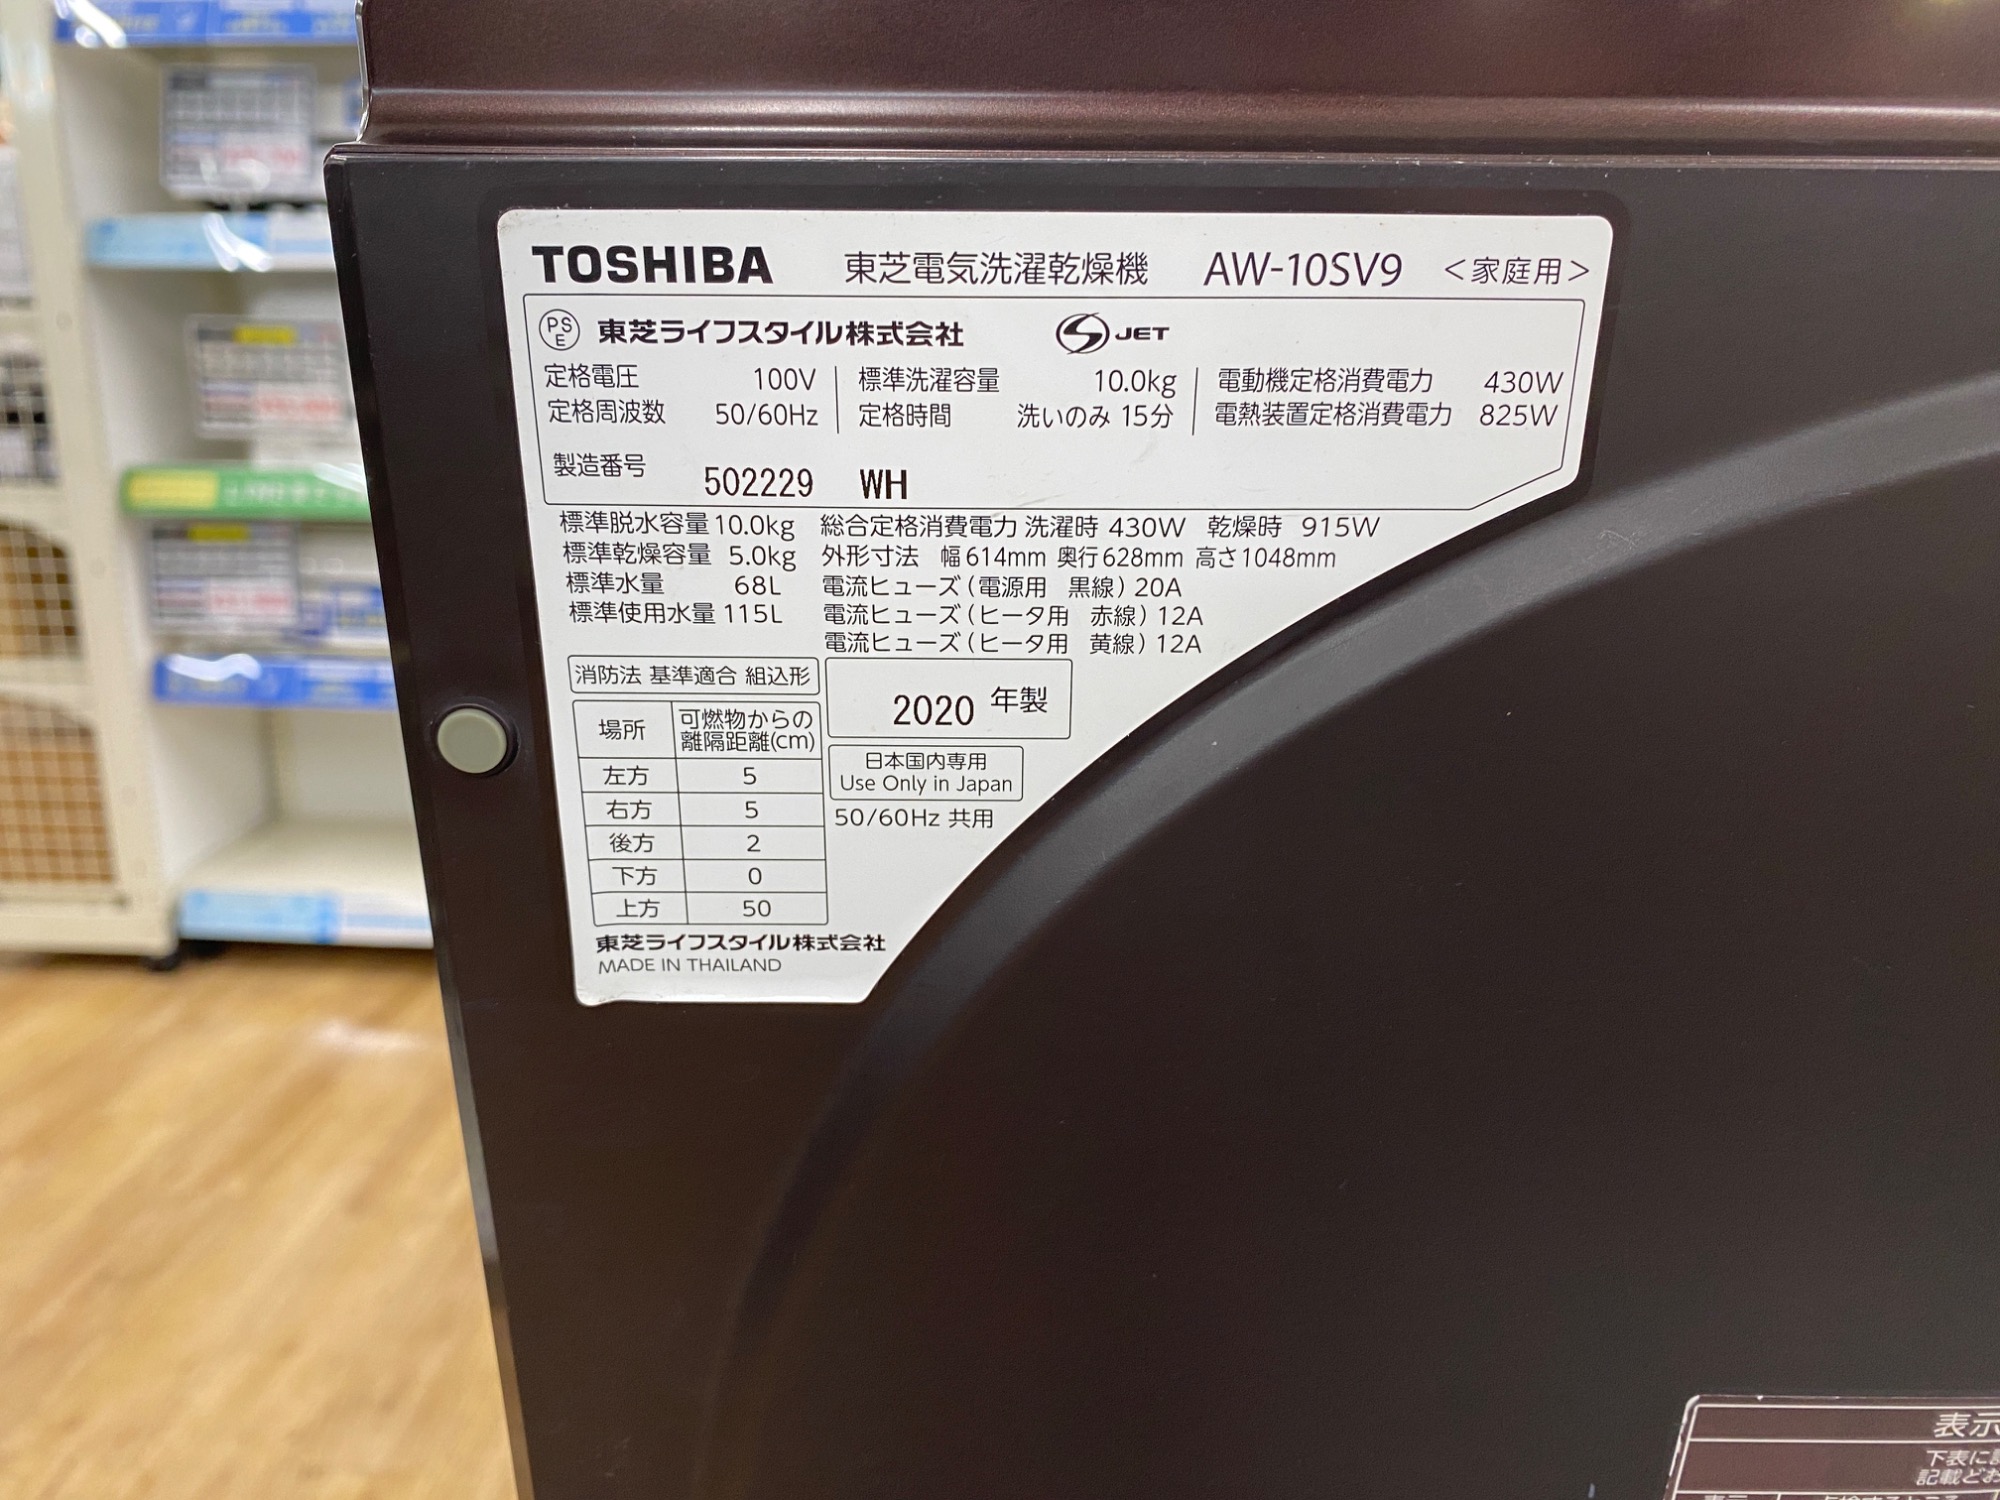 TOSHIBA 東芝電気洗濯乾燥機 AW-10SV9 <家庭用>
PSE 東芝ライフスタイル株式会社 S JET
定格電圧 100V 標準洗濯容量 10.0kg 電動機定格消費電力 430W
定格周波数 50/60Hz 定格時間 洗いのみ 15分 電熱装置定格消費電力 825W
製造番号 502229 WH
標準脱水容量 10.0kg 総合定格消費電力 洗濯時 430W 乾燥時 915W
標準乾燥容量 5.0kg 外形寸法 幅614mm 奥行628mm 高さ1048mm
標準水量 68L 電流ヒューズ(電源用 黒線) 20A
標準使用水量 115L 電流ヒューズ(ヒータ用 赤線) 12A
電流ヒューズ(ヒータ用 黄線) 12A
消防法 基準適合 組込形
2020 年製
場所 可燃物からの
離隔距離(cm)
左方 5
右方 5
後方 2
下方 0
上方 50
日本国内専用
Use Only in Japan
50/60Hz 共用
東芝ライフスタイル株式会社
MADE IN THAILAND
表示
下表に
記載どお